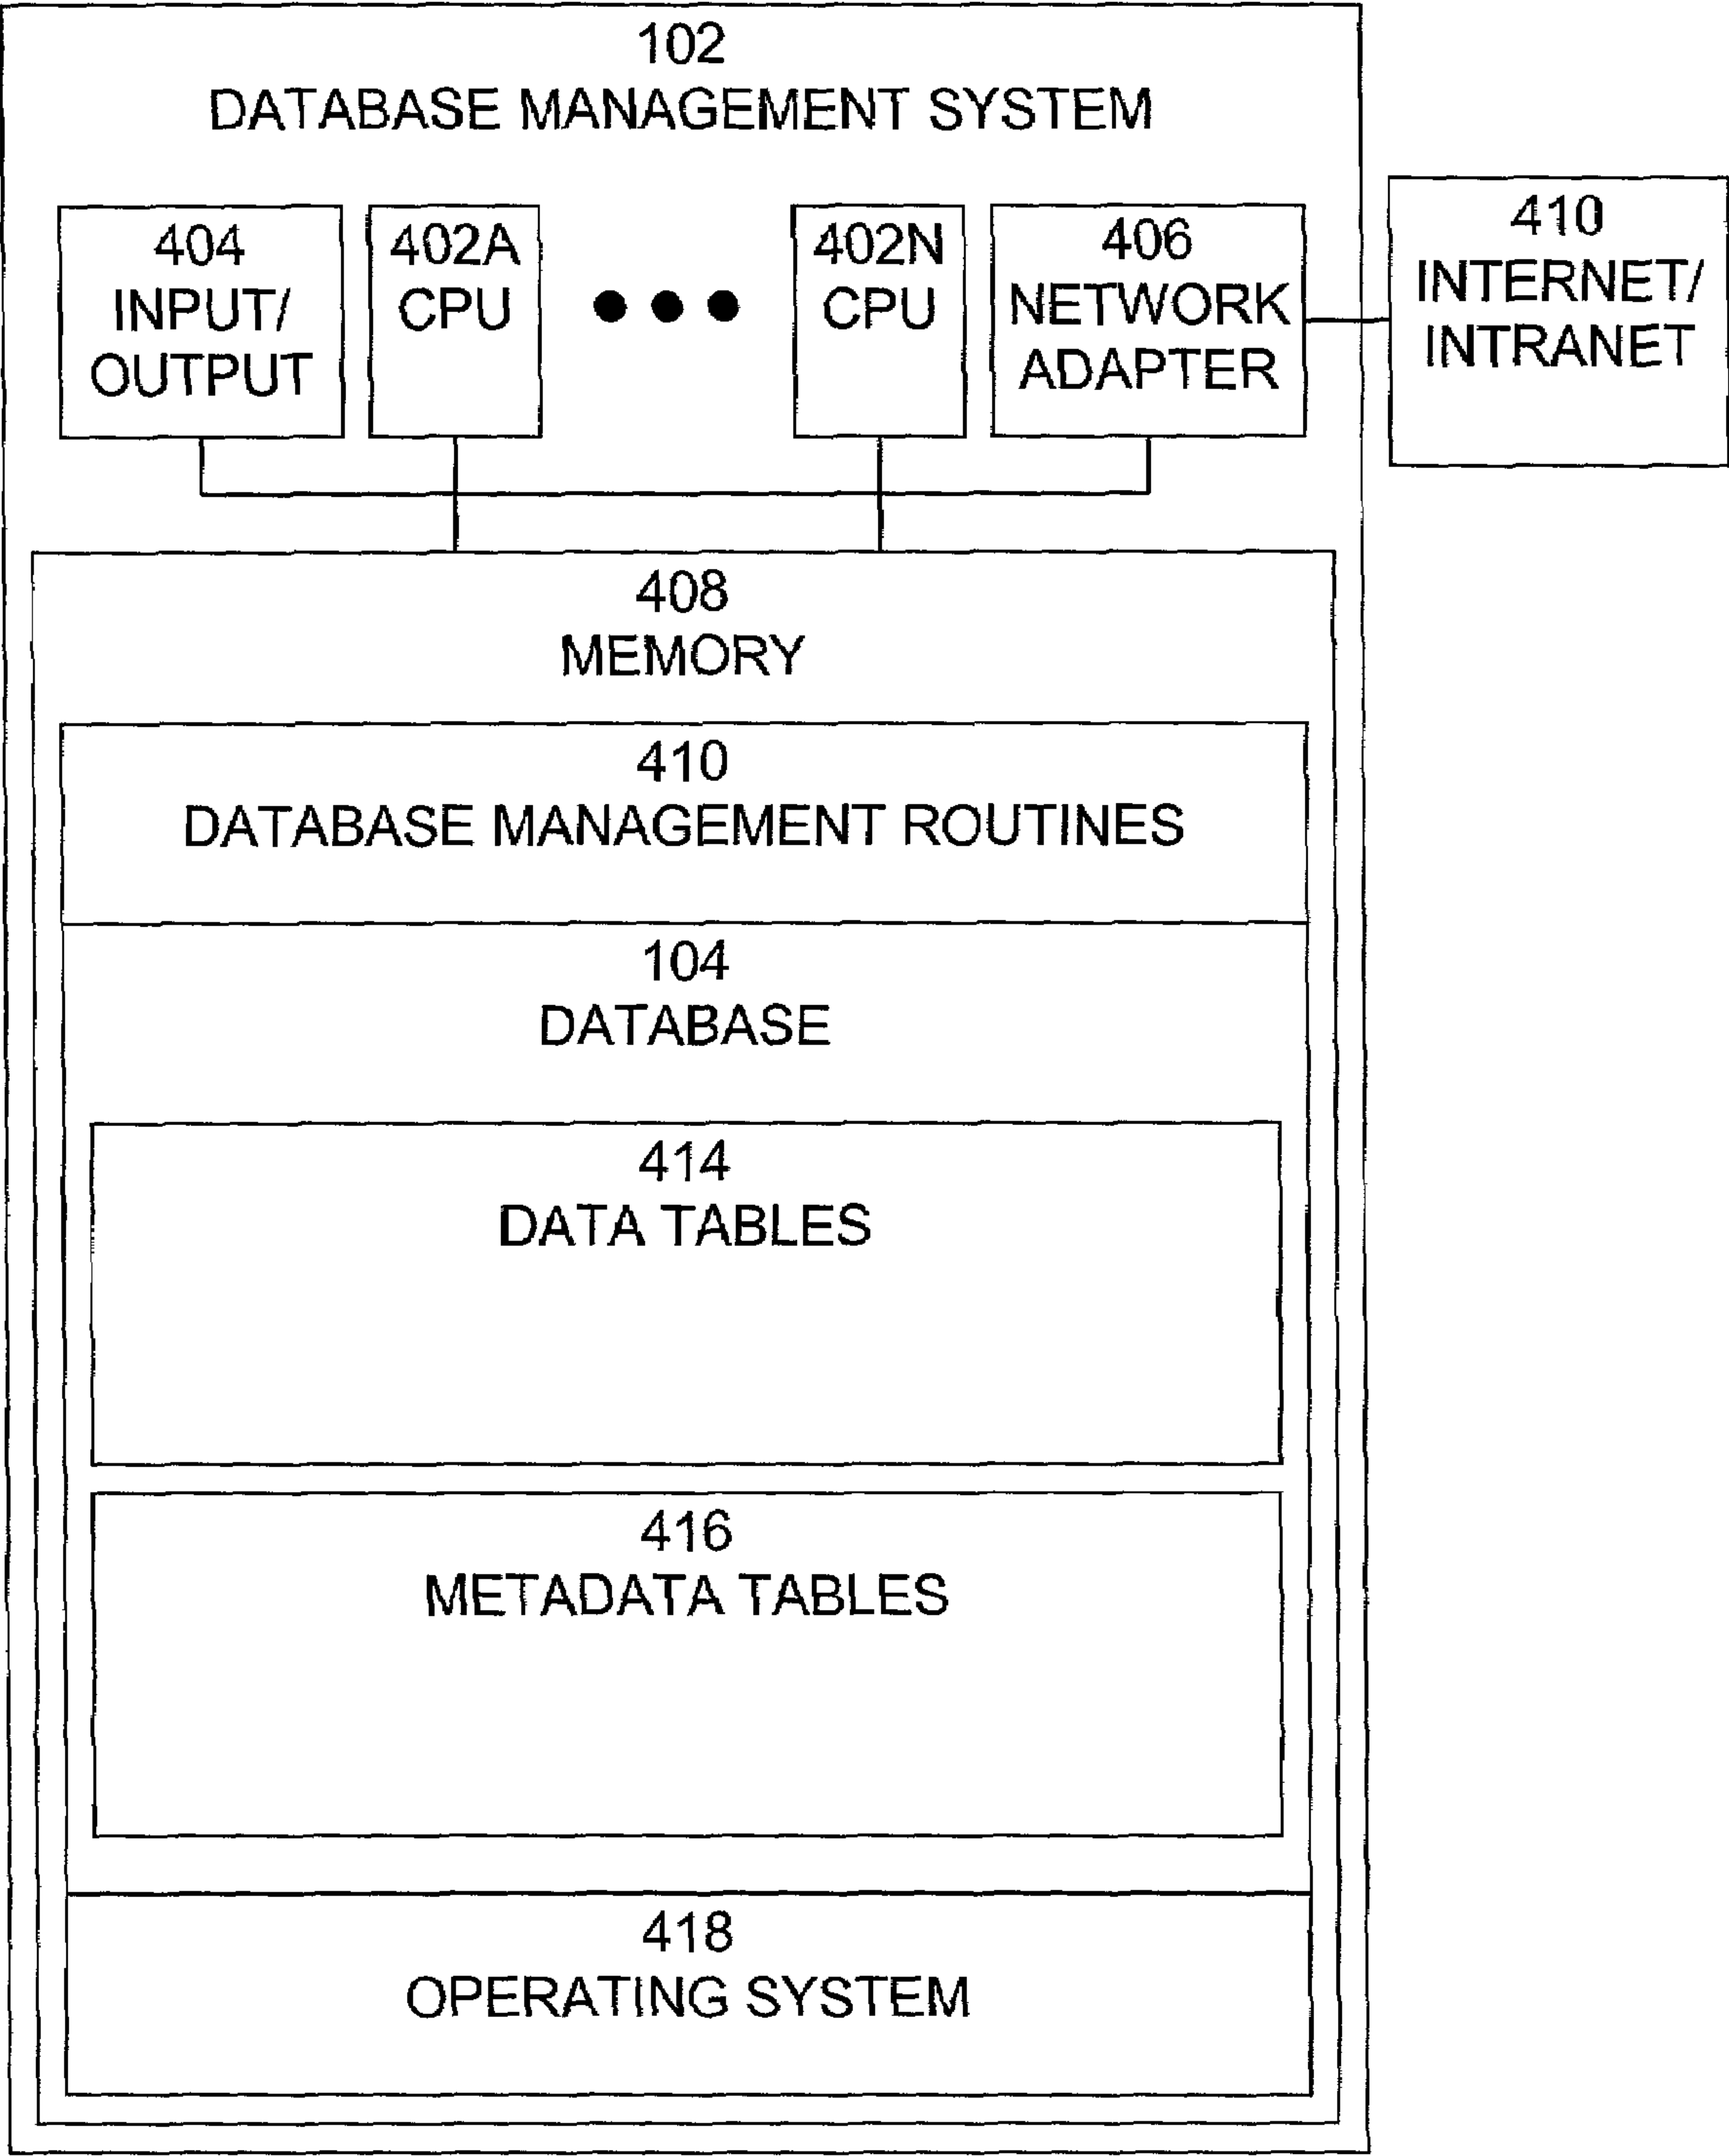 102
DATABASE MANAGEMENT SYSTEM
404
INPUT/
OUTPUT
402A
CPU
402N
CPU
406
NETWORK
ADAPTER
410
INTERNET/
INTRANET
408
MEMORY
410
DATABASE MANAGEMENT ROUTINES
104
DATABASE
414
DATA TABLES
416
METADATA TABLES
418
OPERATING SYSTEM